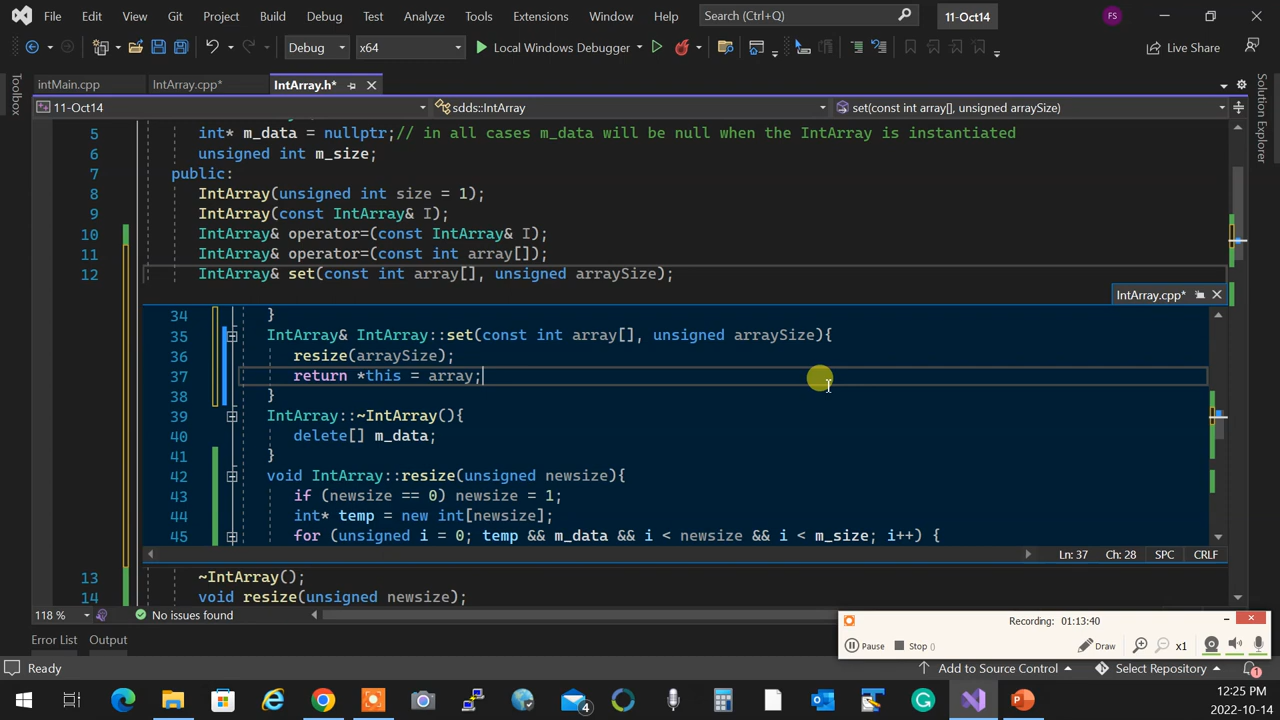 File Edit View Git Project Build Debug Test Analyze Tools Extensions Window Help Search (Ctrl+Q) 11-Oct14 FS
Debug x64 Local Windows Debugger Live Share
intMain.cpp IntArray.cpp* IntArray.h*
Toolbox
Solution Explorer
11-Oct14 sdds::IntArray set(const int array[], unsigned arraySize)
5 int* m_data = nullptr;// in all cases m_data will be null when the IntArray is instantiated
6 unsigned int m_size;
7 public:
8 IntArray(unsigned int size = 1);
9 IntArray(const IntArray& I);
10 IntArray& operator=(const IntArray& I);
11 IntArray& operator=(const int array[]);
12 IntArray& set(const int array[], unsigned arraySize);
IntArray.cpp*
34 }
35 IntArray& IntArray::set(const int array[], unsigned arraySize){
36 resize(arraySize);
37 return *this = array;
38 }
39 IntArray::~IntArray(){
40 delete[] m_data;
41 }
42 void IntArray::resize(unsigned newsize){
43 if (newsize == 0) newsize = 1;
44 int* temp = new int[newsize];
45 for (unsigned i = 0; temp && m_data && i < newsize && i < m_size; i++) {
Ln: 37 Ch: 28 SPC CRLF
13 ~IntArray();
14 void resize(unsigned newsize);
118 % No issues found
Recording: 01:13:40
Pause Stop () Draw x1
Error List Output
Ready Add to Source Control Select Repository 1
4
12:25 PM
2022-10-14